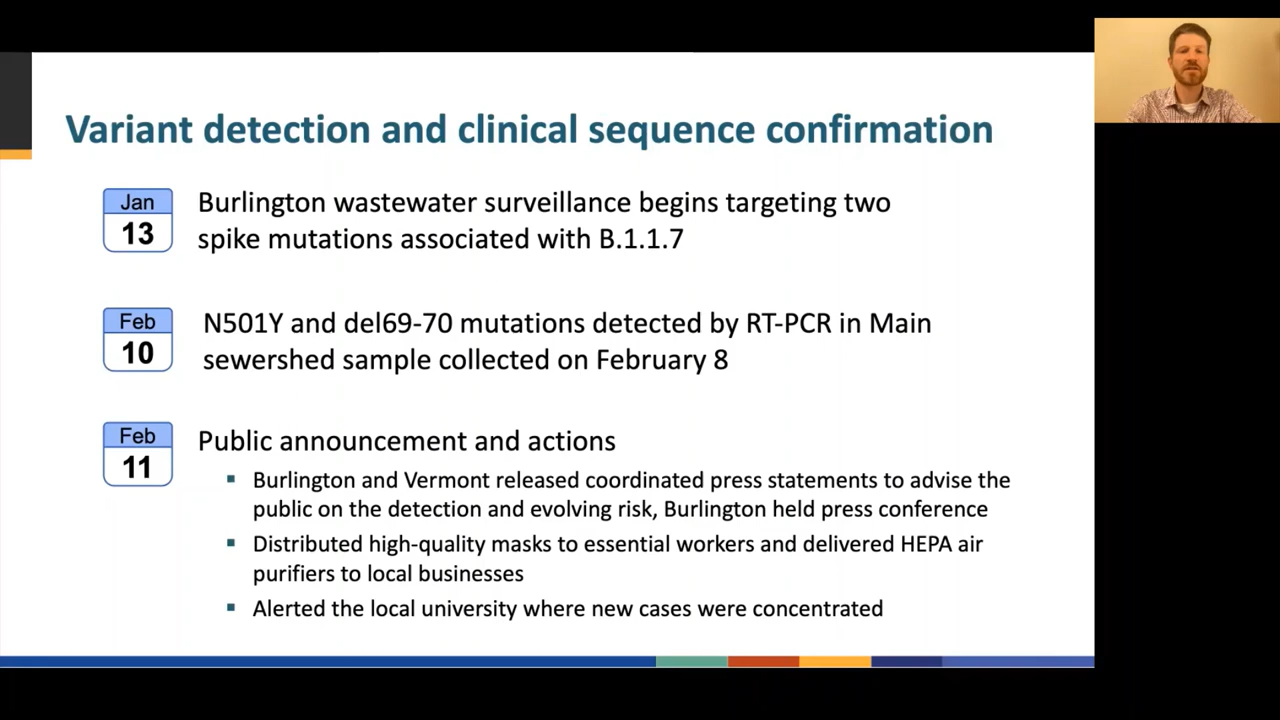 Variant detection and clinical sequence confirmation
Jan
13
Burlington wastewater surveillance begins targeting two
spike mutations associated with B.1.1.7
Feb
10
N501Y and del69-70 mutations detected by RT-PCR in Main
sewershed sample collected on February 8
Feb
11
Public announcement and actions
▪ Burlington and Vermont released coordinated press statements to advise the
public on the detection and evolving risk, Burlington held press conference
▪ Distributed high-quality masks to essential workers and delivered HEPA air
purifiers to local businesses
▪ Alerted the local university where new cases were concentrated